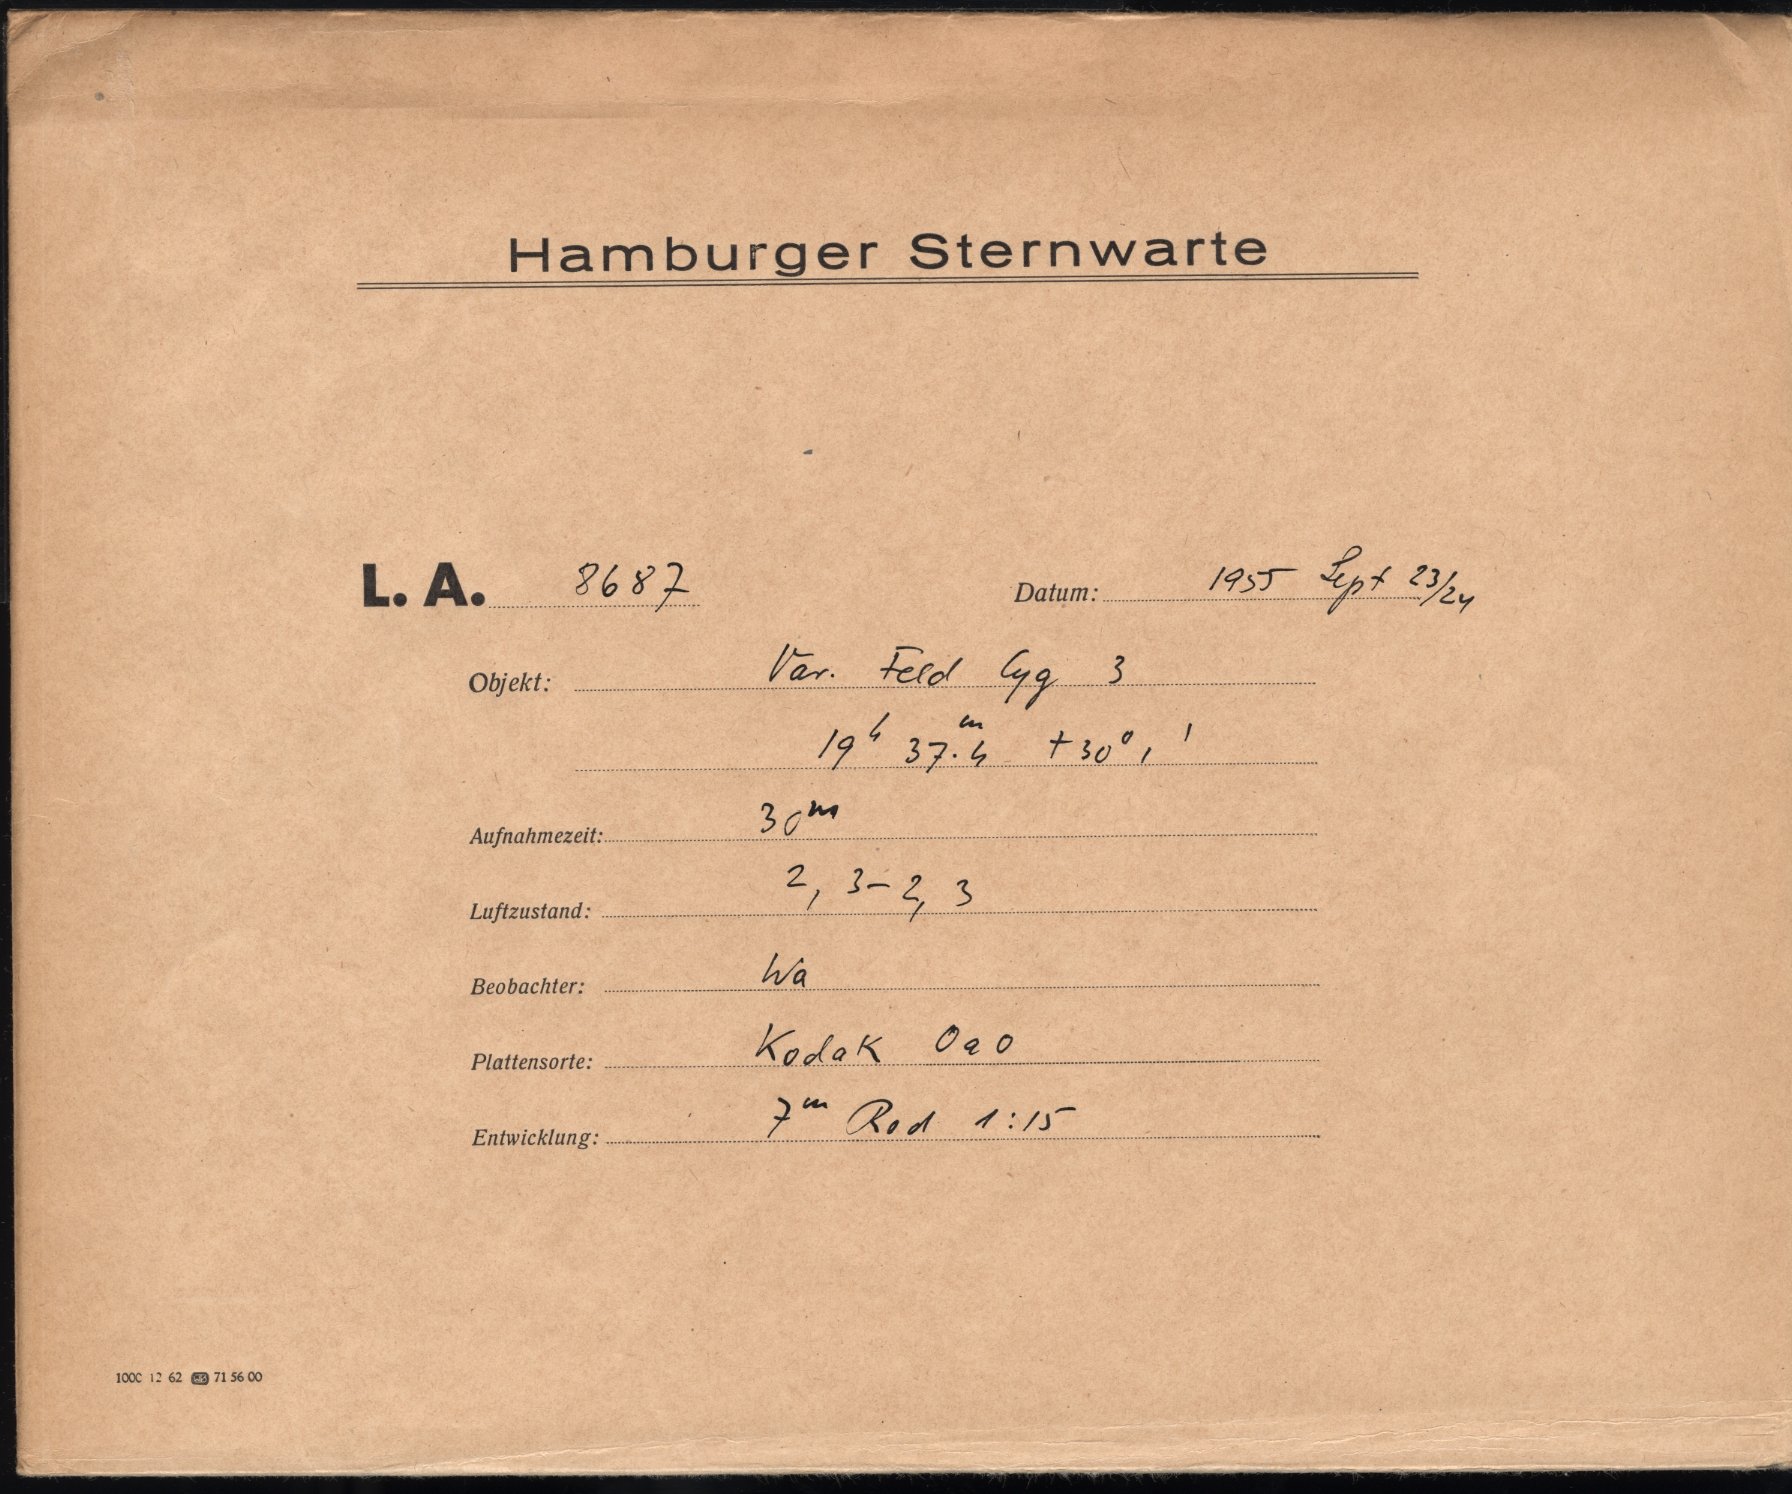 Hamburger Sternwarte
L. A. 8687 Datum: 1955 Sept 23/24
Objekt: Var. Feld Cyg 3
19h 37.4m +30° 1'
Aufnahmezeit: 30m
Luftzustand: 2, 3-2, 3
Beobachter: Wa
Plattensorte: Kodak OaO
Entwicklung: 7m Rod 1:15
100C 12 62 71 56 00